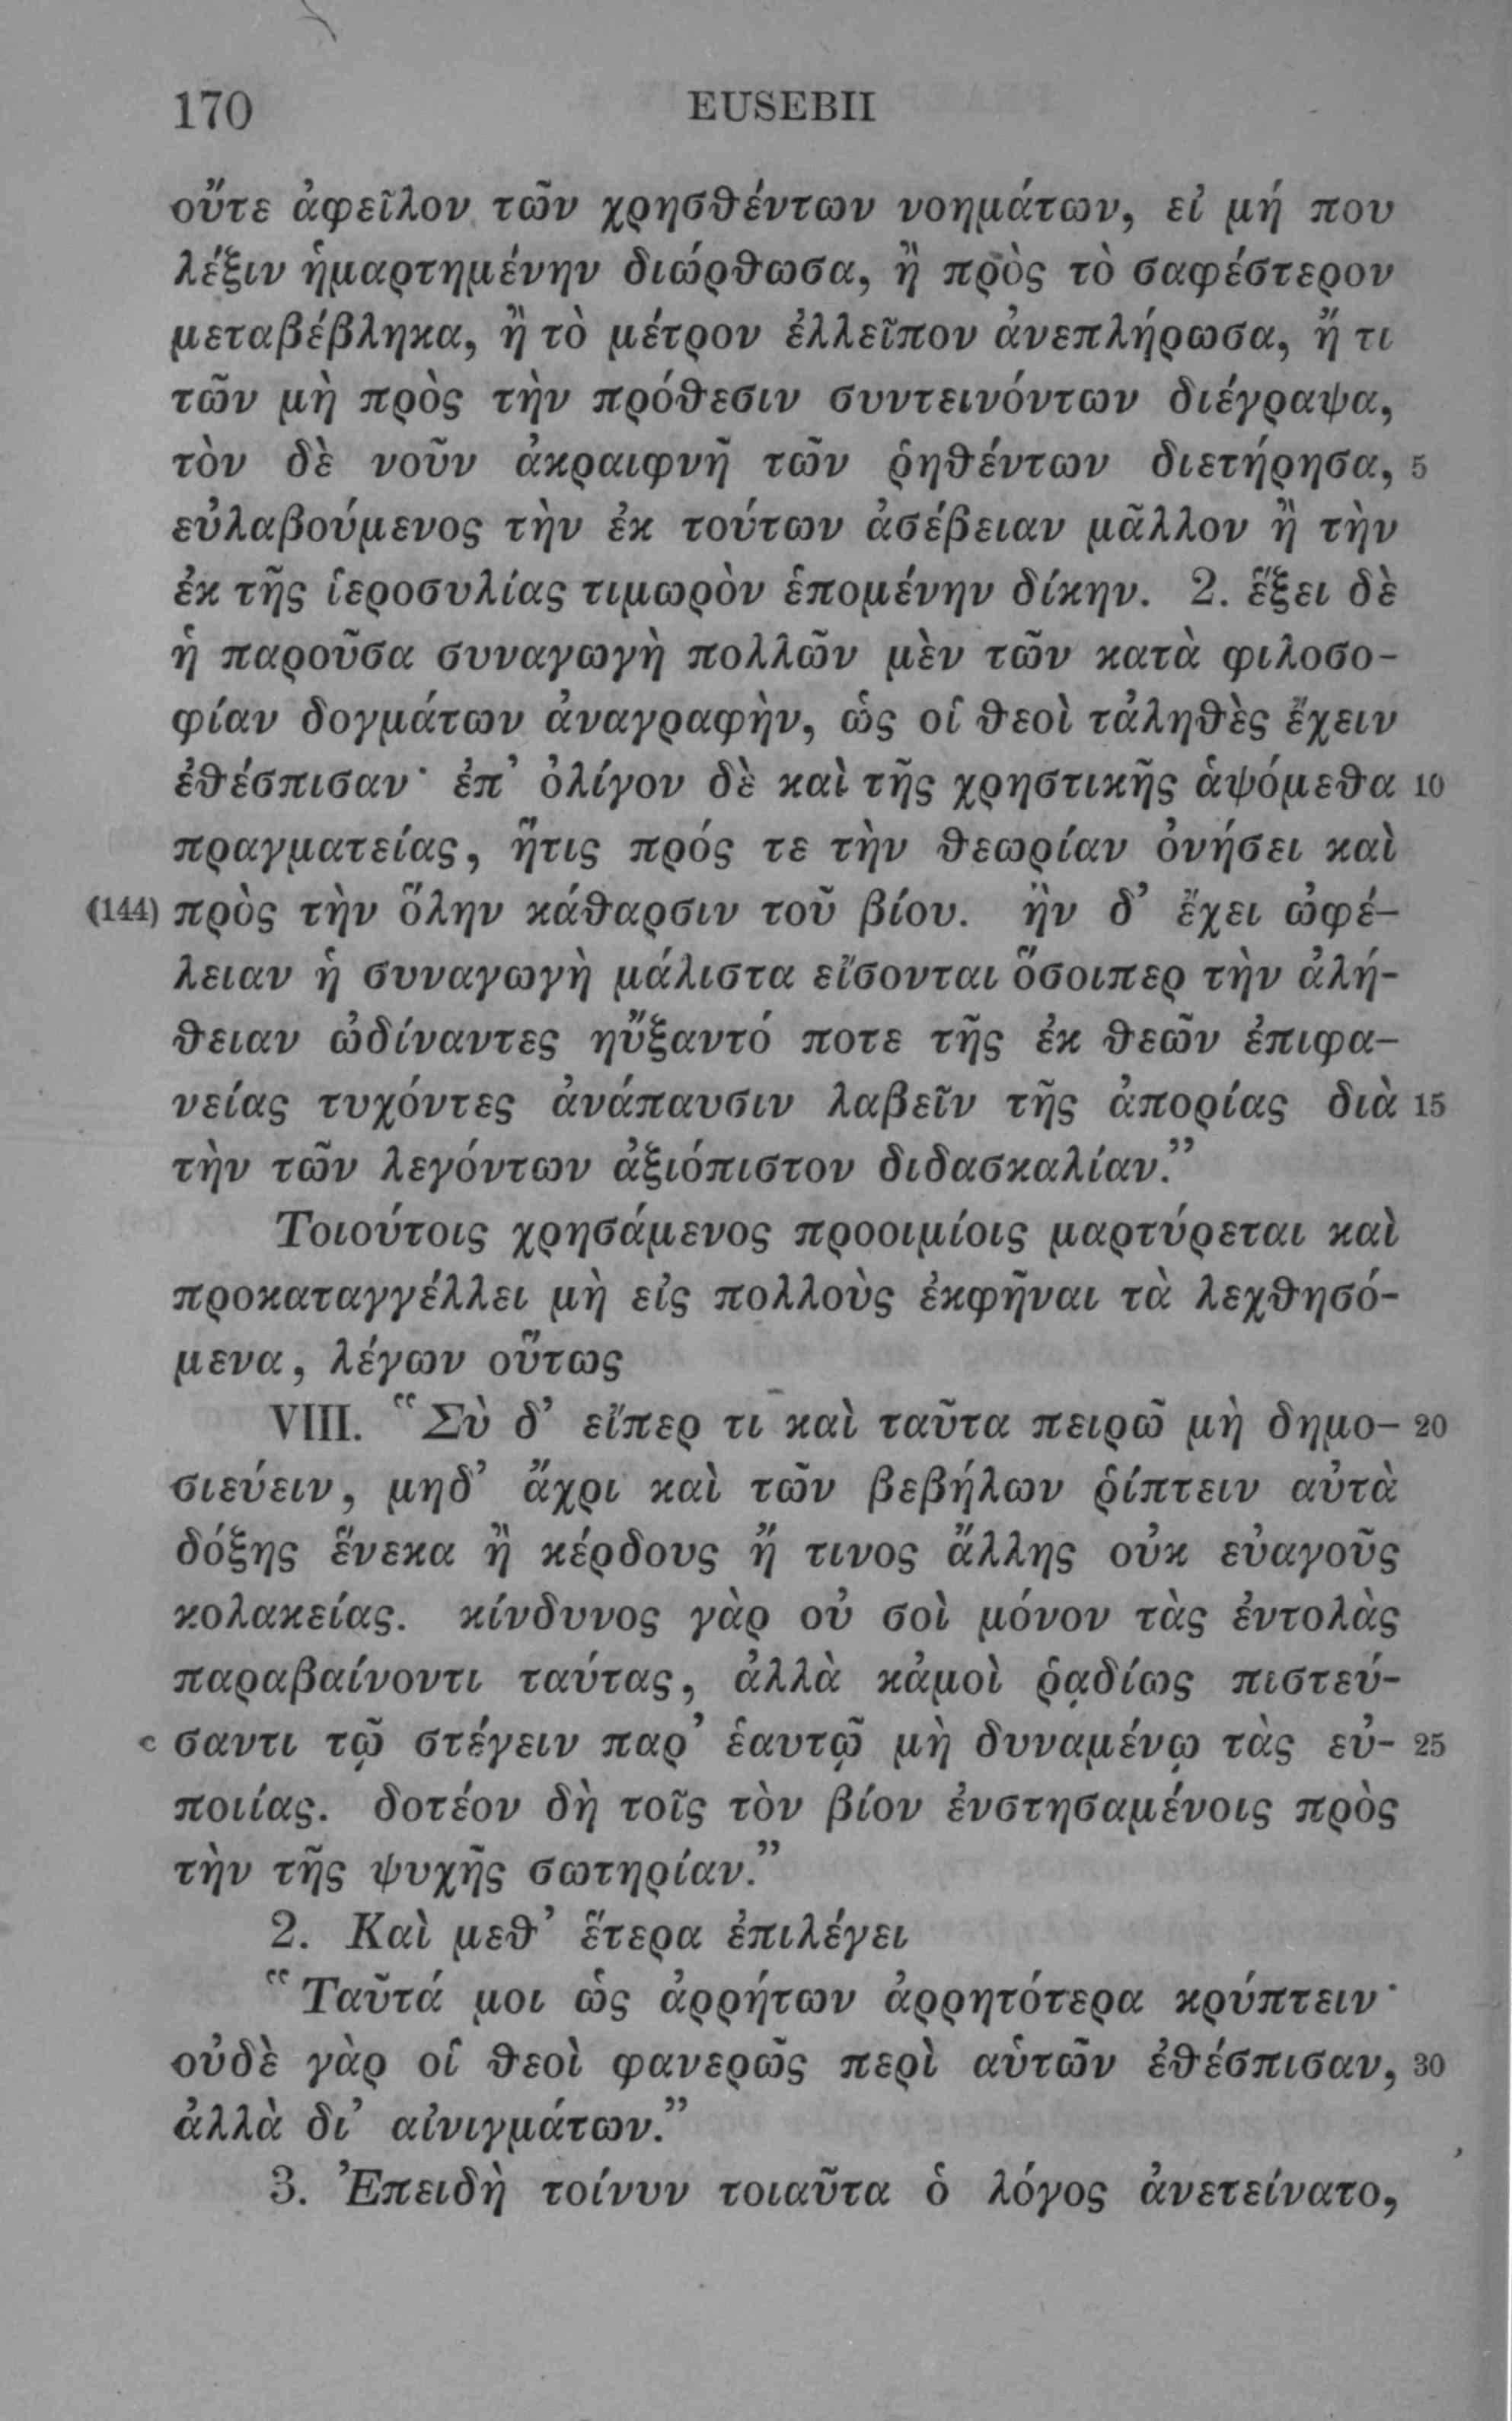 170 EUSEBII
οὔτε ἀφεῖλον τῶν χρησθέντων νοημάτων, εἰ μή που
λέξιν ἡμαρτημένην διώρθωσα, ἢ πρὸς τὸ σαφέστερον
μεταβέβληκα, ἢ τὸ μέτρον ἐλλεῖπον ἀνεπλήρωσα, ἤ τι
τῶν μὴ πρὸς τὴν πρόθεσιν συντεινόντων διέγραψα,
τὸν δὲ νοῦν ἀκραιφνῆ τῶν ῥηθέντων διετήρησα, 5
εὐλαβούμενος τὴν ἐκ τούτων ἀσέβειαν μᾶλλον ἢ τὴν
ἐκ τῆς ἱεροσυλίας τιμωρὸν ἑπομένην δίκην. 2. ἕξει δὲ
ἡ παροῦσα συναγωγὴ πολλῶν μὲν τῶν κατὰ φιλοσο-
φίαν δογμάτων ἀναγραφὴν, ὡς οἱ θεοὶ τἀληθὲς ἔχειν
ἐθέσπισαν· ἐπ’ ὀλίγον δὲ καὶ τῆς χρηστικῆς ἁψόμεθα 10
πραγματείας, ἥτις πρός τε τὴν θεωρίαν ὀνήσει καὶ
(144) πρὸς τὴν ὅλην κάθαρσιν τοῦ βίου. ἣν δ’ ἔχει ὠφέ-
λειαν ἡ συναγωγὴ μάλιστα εἴσονται ὅσοιπερ τὴν ἀλή-
θειαν ὠδίναντες ηὔξαντό ποτε τῆς ἐκ θεῶν ἐπιφα-
νείας τυχόντες ἀνάπαυσιν λαβεῖν τῆς ἀπορίας διὰ 15
τὴν τῶν λεγόντων ἀξιόπιστον διδασκαλίαν.”
Τοιούτοις χρησάμενος προοιμίοις μαρτύρεται καὶ
προκαταγγέλλει μὴ εἰς πολλοὺς ἐκφῆναι τὰ λεχθησό-
μενα, λέγων οὕτως
VIII. “Σὺ δ’ εἴπερ τι καὶ ταῦτα πειρῶ μὴ δημο- 20
σιεύειν, μηδ’ ἄχρι καὶ τῶν βεβήλων ῥίπτειν αὐτὰ
δόξης ἕνεκα ἢ κέρδους ἤ τινος ἄλλης οὐκ εὐαγοῦς
κολακείας. κίνδυνος γὰρ οὐ σοὶ μόνον τὰς ἐντολὰς
παραβαίνοντι ταύτας, ἀλλὰ κἀμοὶ ῥᾳδίως πιστεύ-
c σαντι τῷ στέγειν παρ’ ἑαυτῷ μὴ δυναμένῳ τὰς εὐ- 25
ποιίας. δοτέον δὴ τοῖς τὸν βίον ἐνστησαμένοις πρὸς
τὴν τῆς ψυχῆς σωτηρίαν.”
2. Καὶ μεθ’ ἕτερα ἐπιλέγει
“Ταῦτά μοι ὡς ἀρρήτων ἀρρητότερα κρύπτειν·
οὐδὲ γὰρ οἱ θεοὶ φανερῶς περὶ αὑτῶν ἐθέσπισαν, 30
ἀλλὰ δι’ αἰνιγμάτων.”
3. Ἐπειδὴ τοίνυν τοιαῦτα ὁ λόγος ἀνετείνατο,